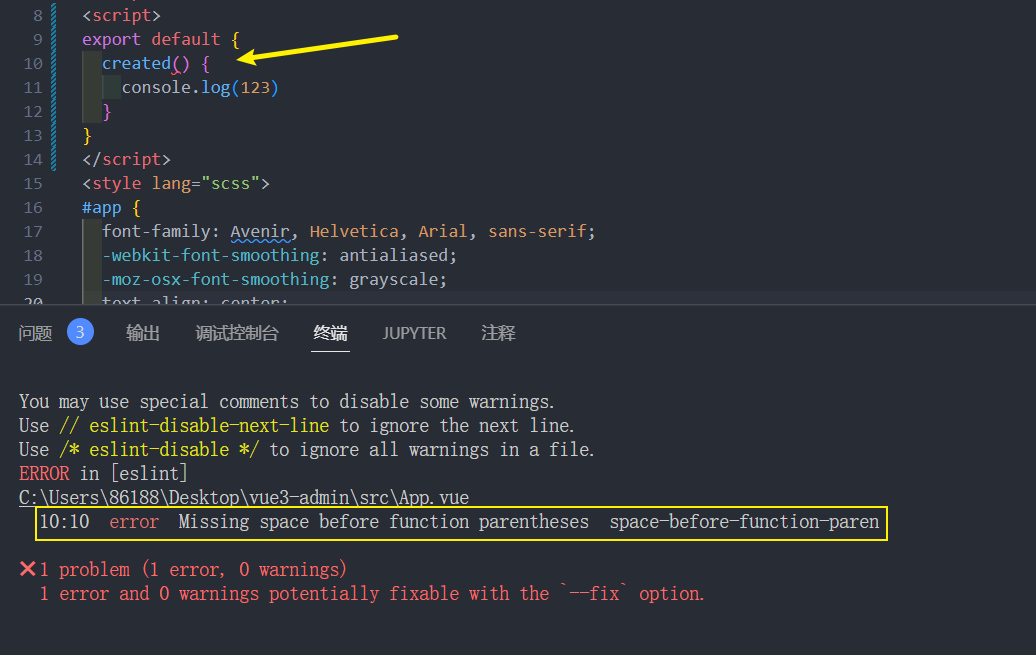 8 <script>
9 export default {
10 created() {
11 console.log(123)
12 }
13 }
14 </script>
15 <style lang="scss">
16 #app {
17 font-family: Avenir, Helvetica, Arial, sans-serif;
18 -webkit-font-smoothing: antialiased;
19 -moz-osx-font-smoothing: grayscale;
20 text-align: center;
问题 3 输出 调试控制台 终端 JUPYTER 注释
You may use special comments to disable some warnings.
Use // eslint-disable-next-line to ignore the next line.
Use /* eslint-disable */ to ignore all warnings in a file.
ERROR in [eslint]
C:\Users\86188\Desktop\vue3-admin\src\App.vue
10:10 error Missing space before function parentheses space-before-function-paren
❌1 problem (1 error, 0 warnings)
1 error and 0 warnings potentially fixable with the `--fix` option.